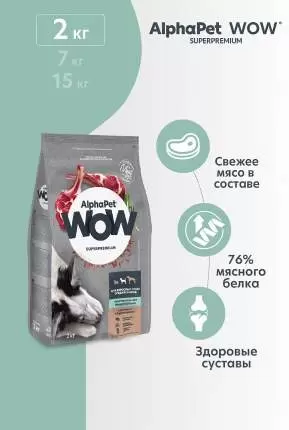 2 кг
7 кг
15 кг
AlphaPet WOW®
SUPERPREMIUM
Свежее
мясо в
составе
76%
мясного
белка
Здоровые
суставы
AlphaPet
WOW
SUPERPREMIUM